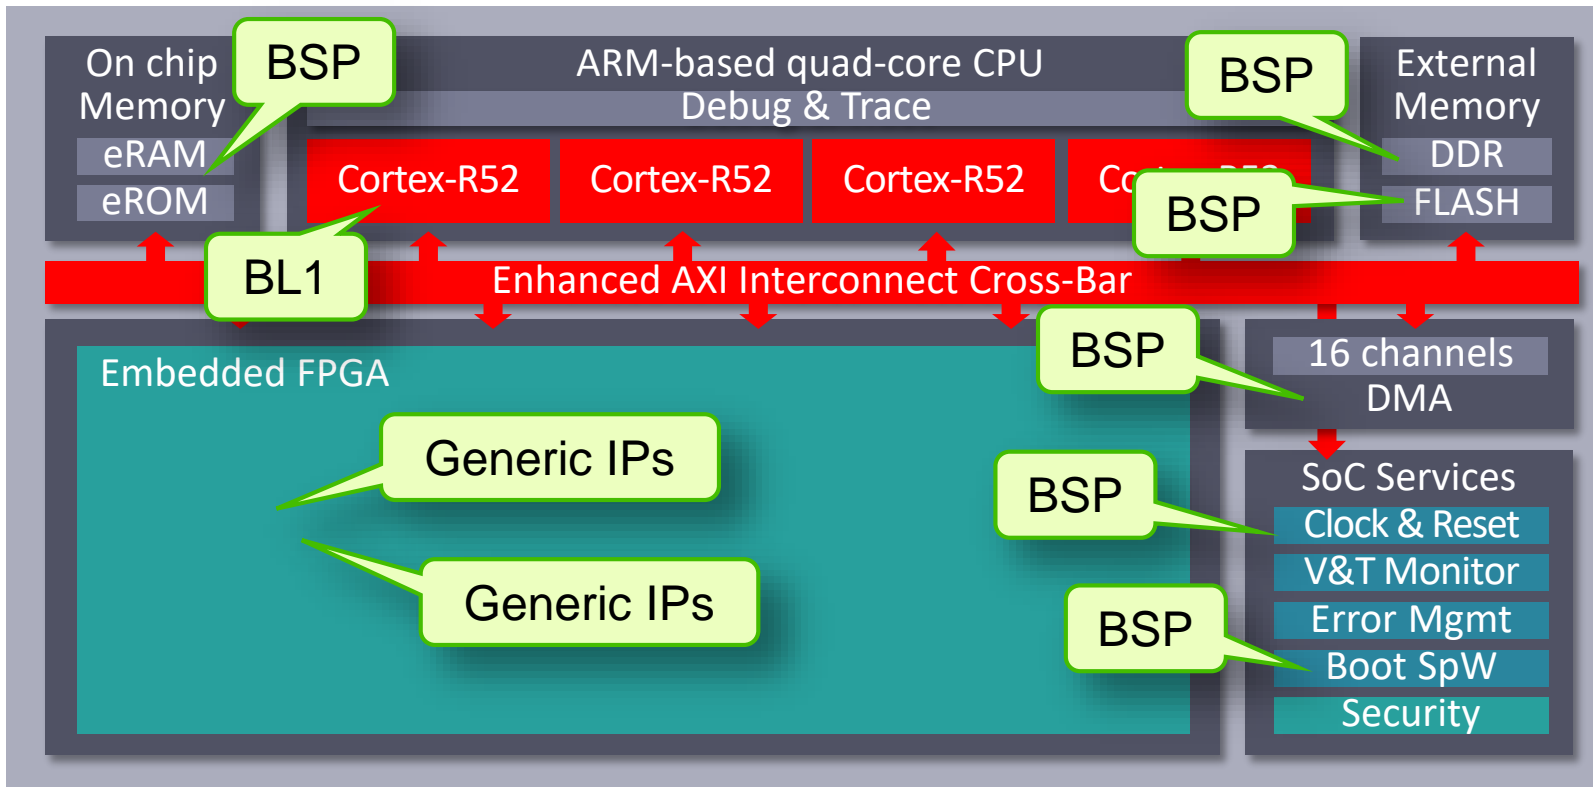 On chip
Memory
eRAM
eROM
BSP
ARM-based quad-core CPU
Debug & Trace
Cortex-R52
Cortex-R52
Cortex-R52
BSP
BSP
External
Memory
DDR
FLASH
BL1
Enhanced AXI Interconnect Cross-Bar
Embedded FPGA
Generic IPs
Generic IPs
BSP
16 channels
DMA
BSP
BSP
SoC Services
Clock & Reset
V&T Monitor
Error Mgmt
Boot SpW
Security